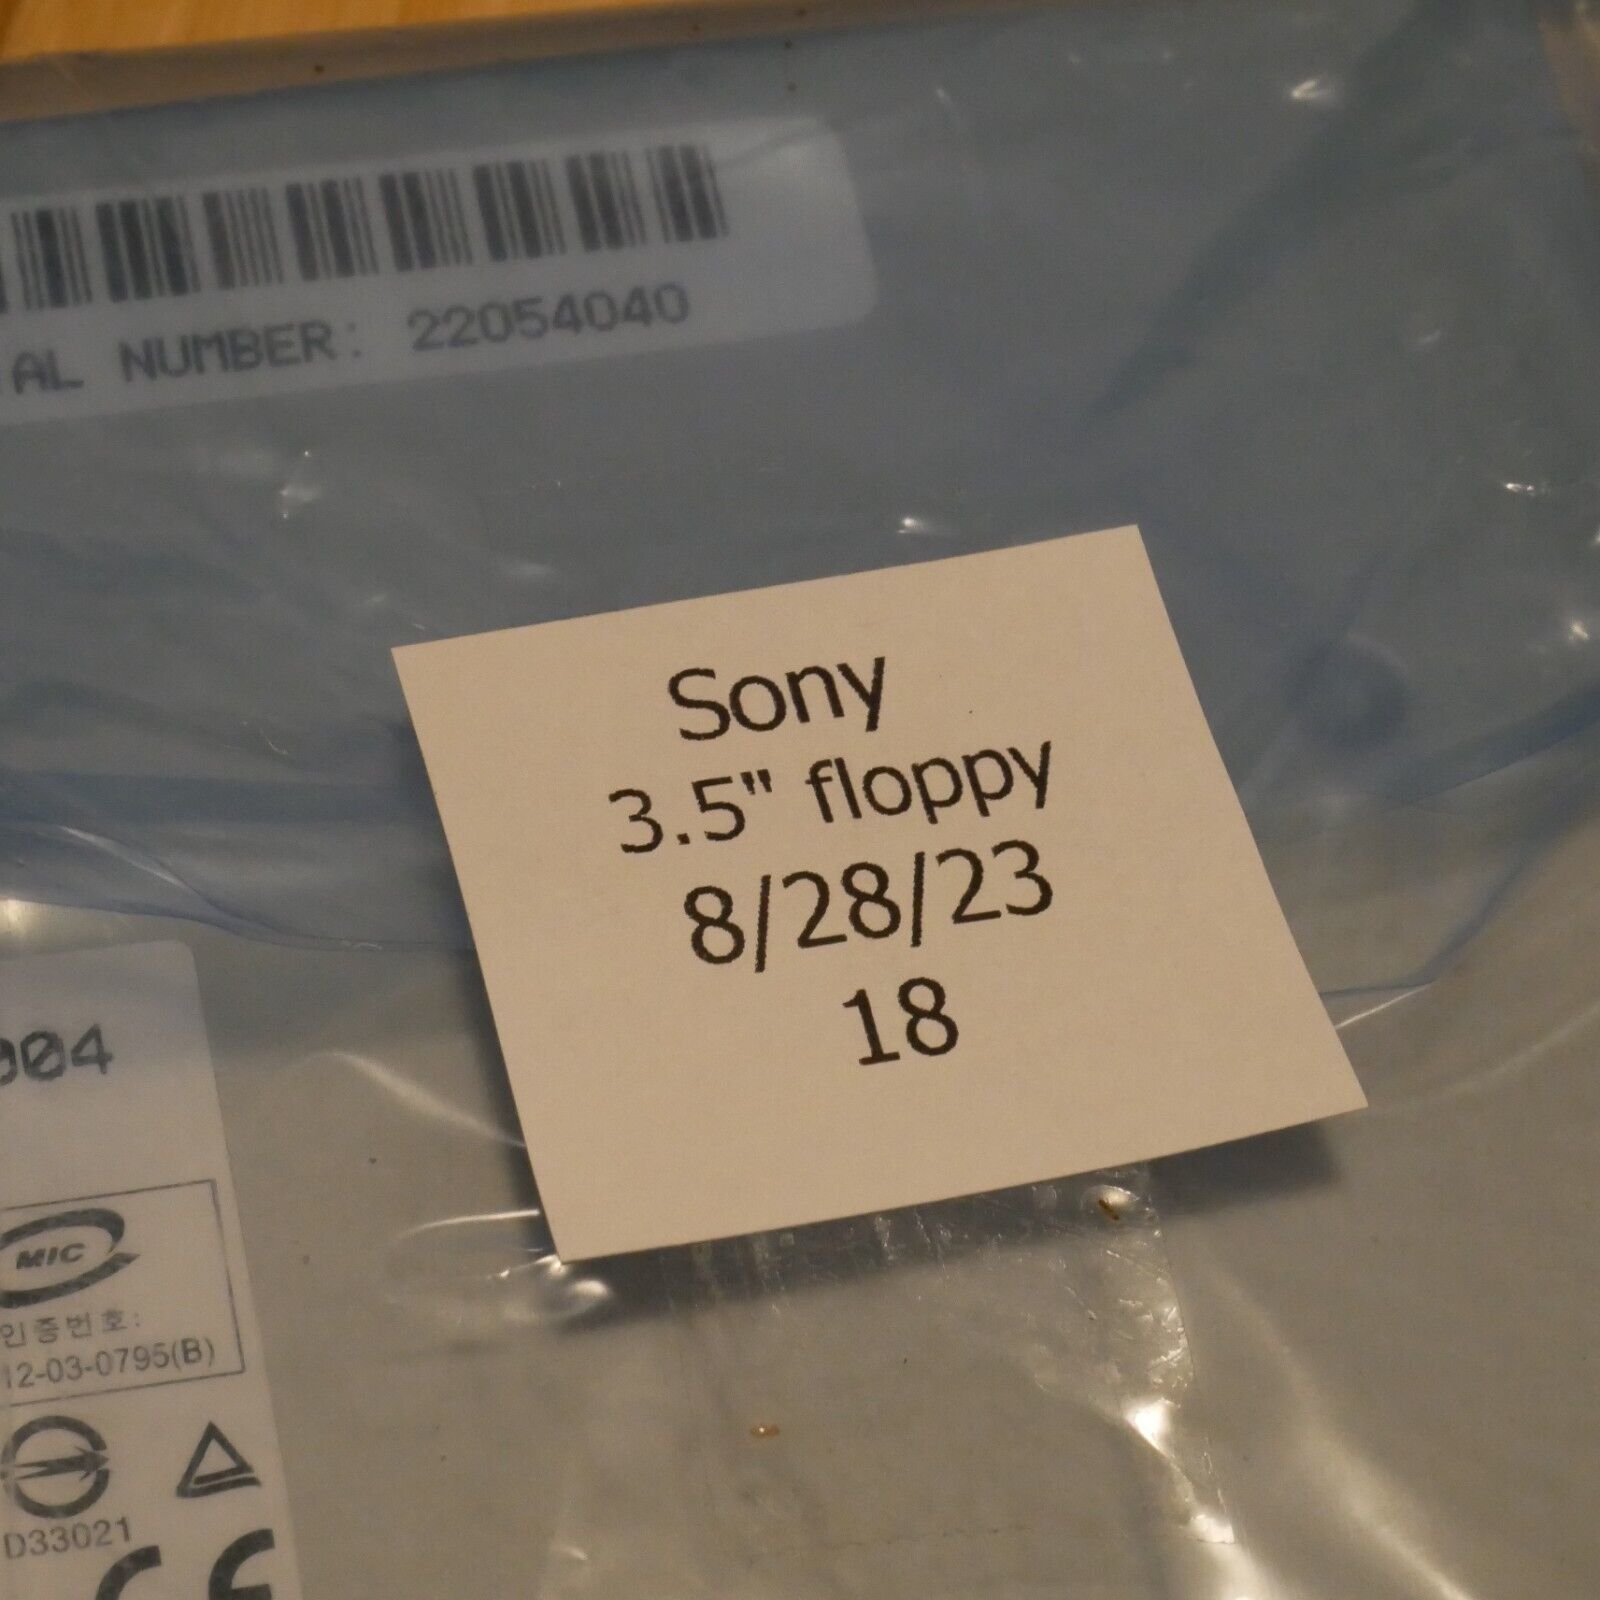 AL NUMBER: 22054040
Sony
3.5" floppy
8/28/23
18
004
MIC
인증번호:
12-03-0795(B)
D33021
CE